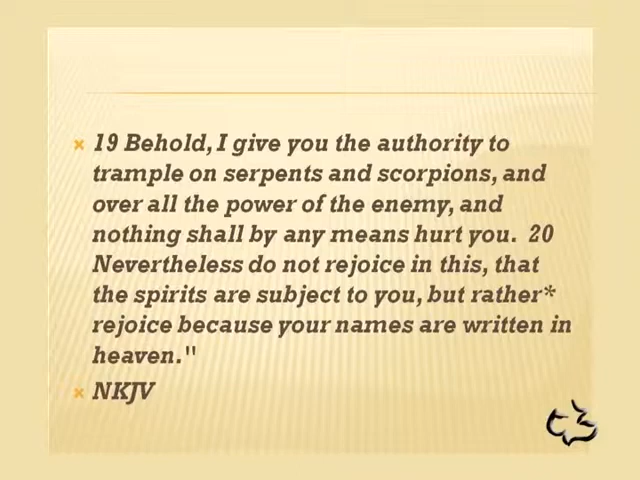 19 Behold, I give you the authority to
trample on serpents and scorpions, and
over all the power of the enemy, and
nothing shall by any means hurt you. 20
Nevertheless do not rejoice in this, that
the spirits are subject to you, but rather*
rejoice because your names are written in
heaven."
NKJV